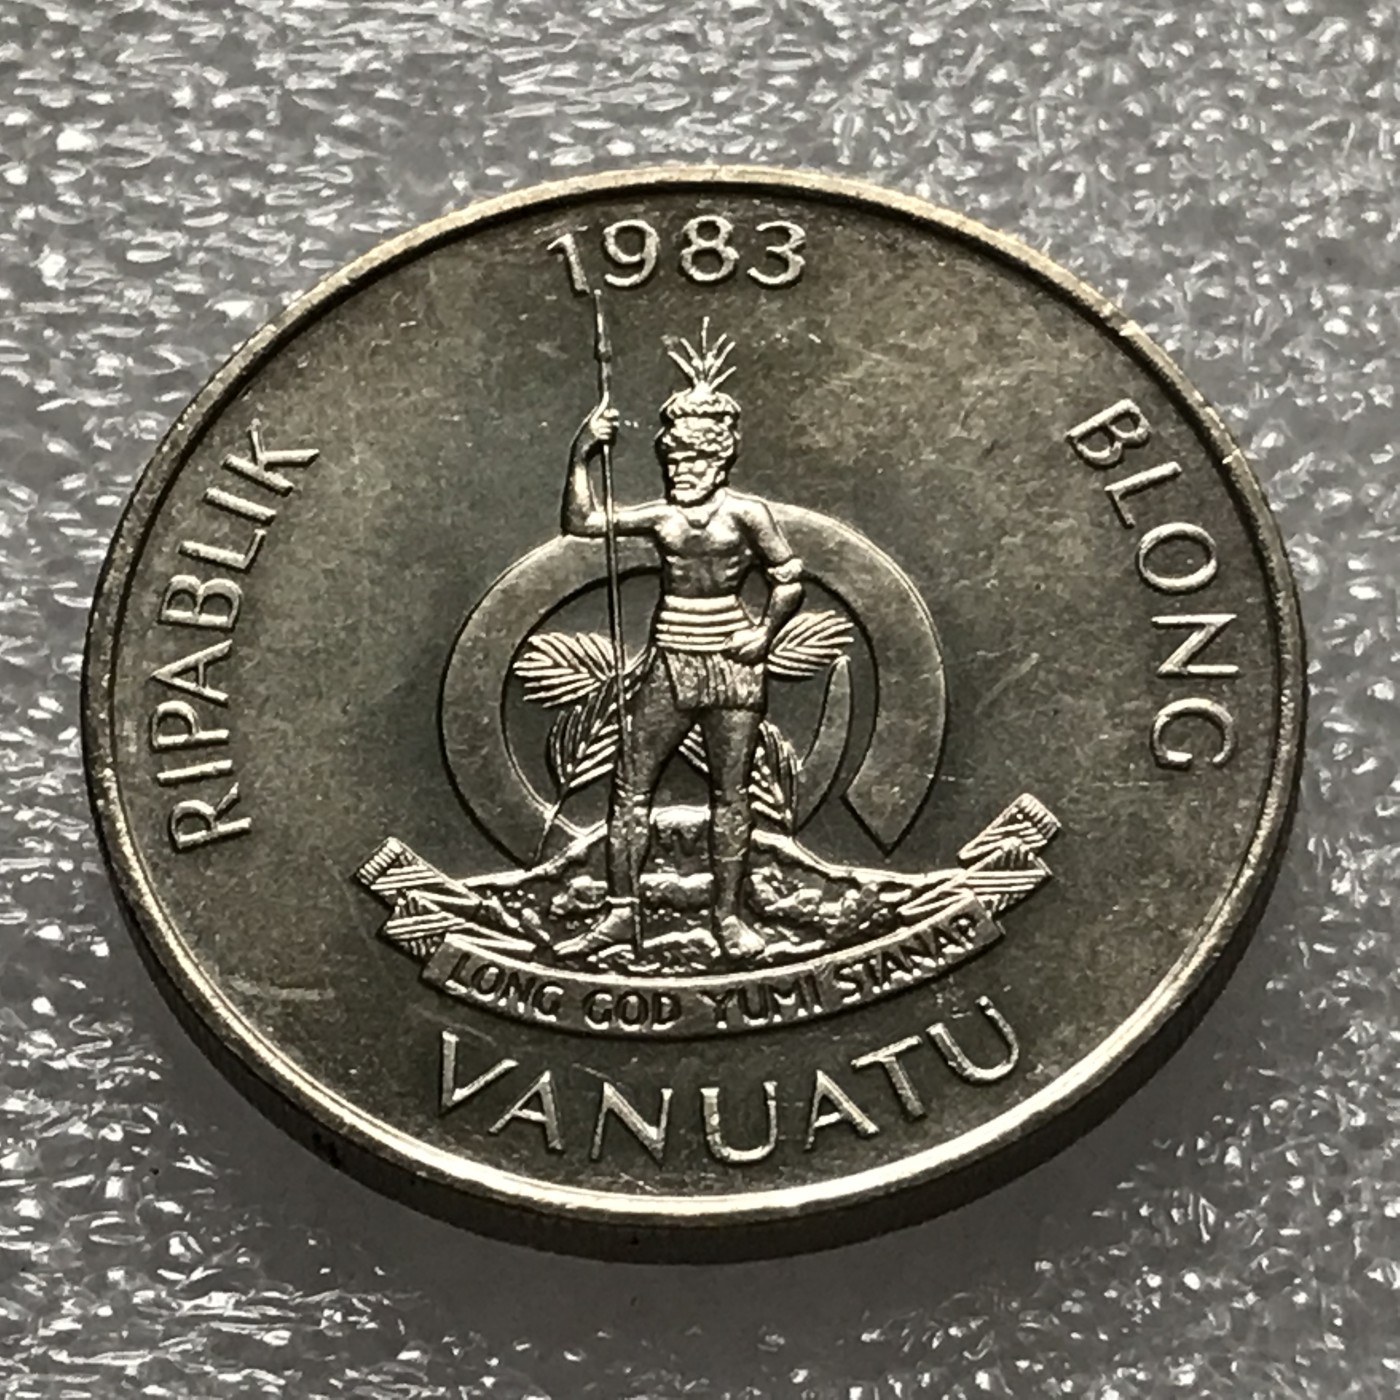 1983
RIPABLIK
BLONG
LONG GOD YUMI STANAP
VANUATU